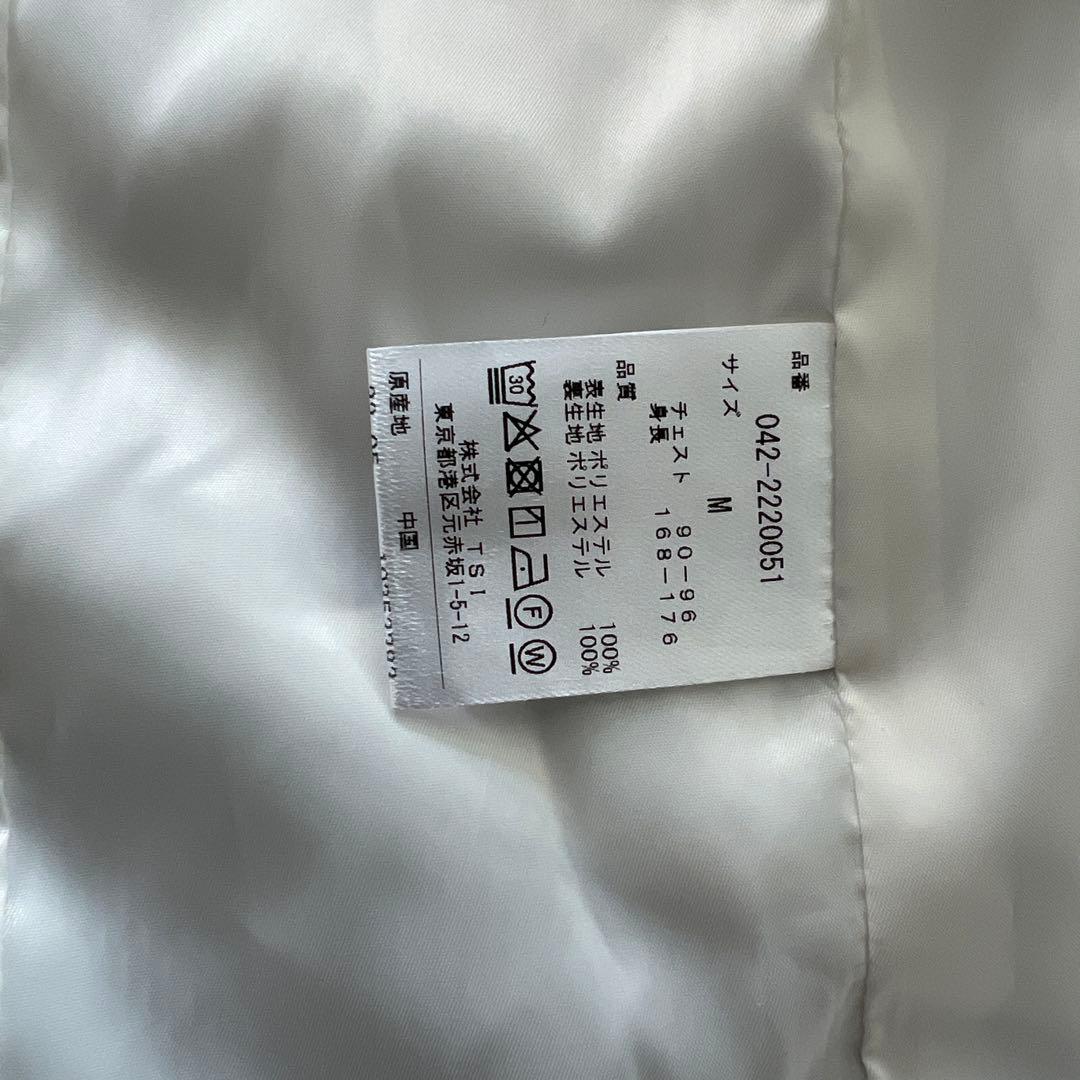 品番
042-2220051
サイズ
M
チェスト 90-96
身長 168-176
品質
表生地 ポリエステル 100%
裏生地 ポリエステル 100%
30
F W
株式会社 TSI
東京都港区元赤坂1-5-12
原産地 中国